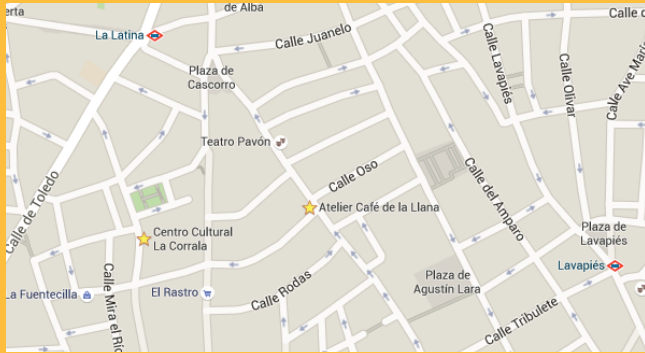 erta
de Alba
Calle d
La Latina
Calle Juanelo
Calle Lavapiés
Calle Olivar
Calle Ave María
Plaza de
Cascorro
Teatro Pavón
Calle Oso
Calle del Amparo
Calle de Toledo
Atelier Café de la Llana
Centro Cultural
La Corrala
Plaza de
Lavapiés
Lavapiés
Calle Mira el Río
Plaza de
Agustín Lara
La Fuentecilla
El Rastro
Calle Rodas
Calle Tribulete